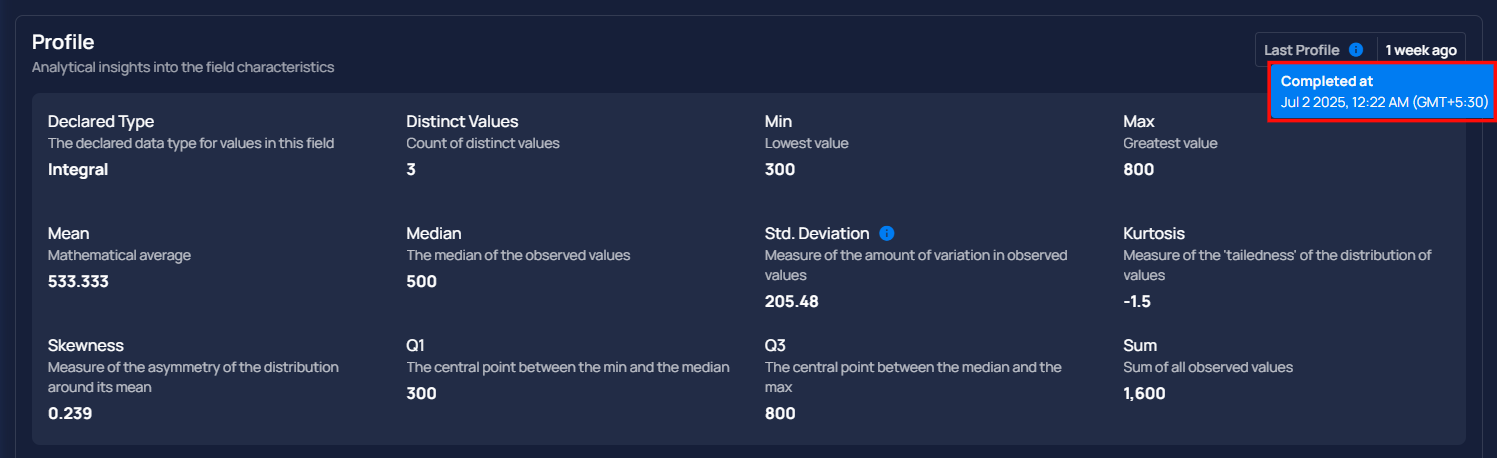 Profile
Analytical insights into the field characteristics
Last Profile
1 week ago
Completed at
Jul 2 2025, 12:22 AM (GMT+5:30)
Declared Type
The declared data type for values in this field
Integral
Distinct Values
Count of distinct values
3
Min
Lowest value
300
Max
Greatest value
800
Mean
Mathematical average
533.333
Median
The median of the observed values
500
Std. Deviation
Measure of the amount of variation in observed
values
205.48
Kurtosis
Measure of the 'tailedness' of the distribution of
values
-1.5
Skewness
Measure of the asymmetry of the distribution
around its mean
0.239
Q1
The central point between the min and the median
300
Q3
The central point between the median and the
max
800
Sum
Sum of all observed values
1,600